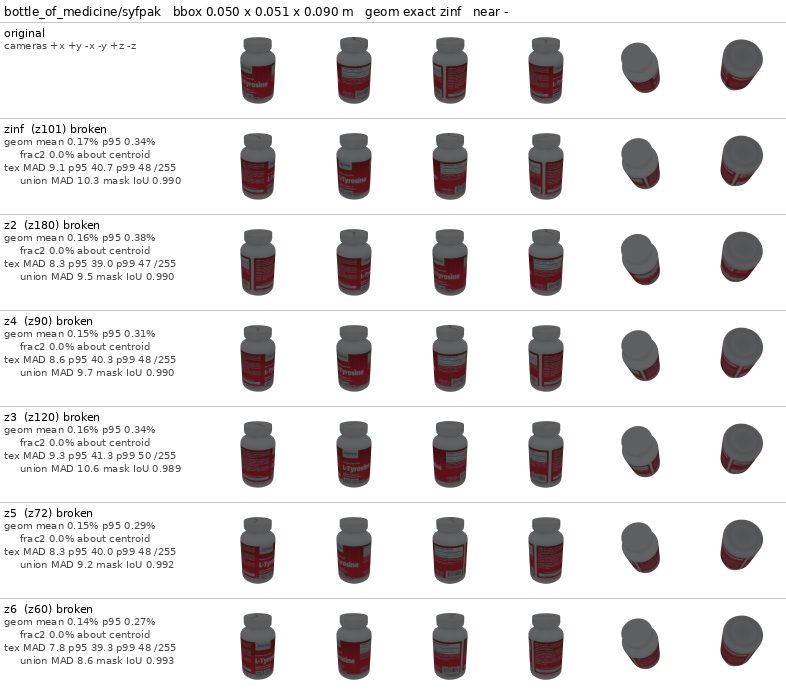 bottle_of_medicine/syfpak bbox 0.050 x 0.051 x 0.090 m geom exact zinf near -
original
cameras +x +y -x -y +z -z
zinf (z101) broken
geom mean 0.17% p95 0.34%
frac2 0.0% about centroid
tex MAD 9.1 p95 40.7 p99 48 /255
union MAD 10.3 mask IoU 0.990
z2 (z180) broken
geom mean 0.16% p95 0.38%
frac2 0.0% about centroid
tex MAD 8.3 p95 39.0 p99 47 /255
union MAD 9.5 mask IoU 0.990
z4 (z90) broken
geom mean 0.15% p95 0.31%
frac2 0.0% about centroid
tex MAD 8.6 p95 40.3 p99 48 /255
union MAD 9.7 mask IoU 0.990
z3 (z120) broken
geom mean 0.16% p95 0.34%
frac2 0.0% about centroid
tex MAD 9.3 p95 41.3 p99 50 /255
union MAD 10.6 mask IoU 0.989
L-Tyrosine
z5 (z72) broken
geom mean 0.15% p95 0.29%
frac2 0.0% about centroid
tex MAD 8.3 p95 40.0 p99 48 /255
union MAD 9.2 mask IoU 0.992
z6 (z60) broken
geom mean 0.14% p95 0.27%
frac2 0.0% about centroid
tex MAD 7.8 p95 39.3 p99 48 /255
union MAD 8.6 mask IoU 0.993